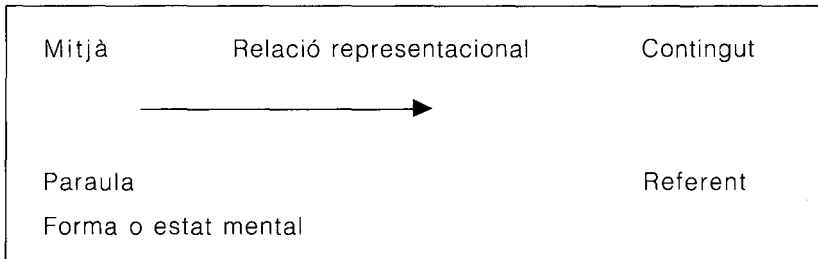 Mitjà Relació representacional Contingut
Paraula Referent
Forma o estat mental